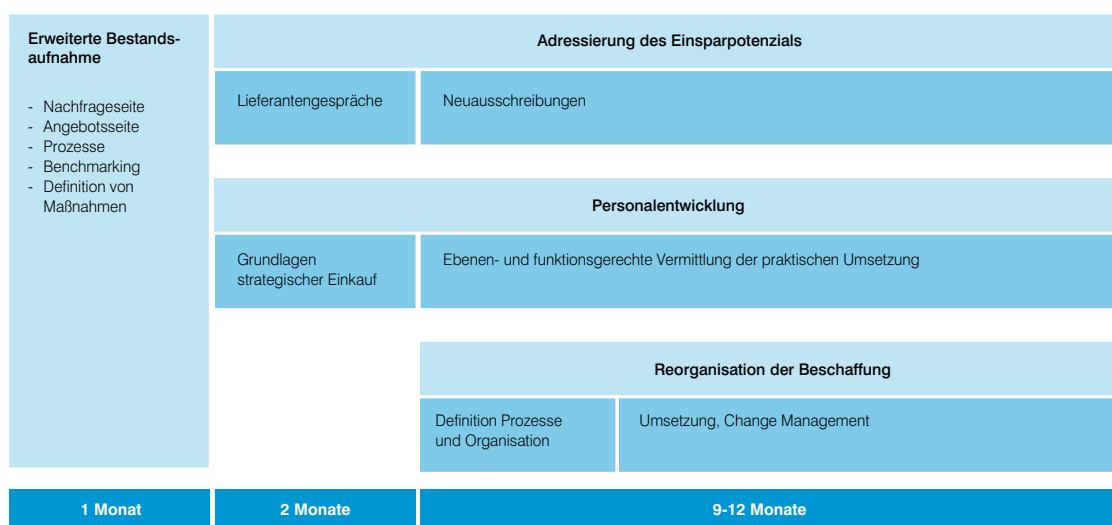 Erweiterte Bestands-
aufnahme
- Nachfrageseite
- Angebotsseite
- Prozesse
- Benchmarking
- Definition von
Maßnahmen
Adressierung des Einsparpotenzials
Lieferantengespräche
Neuausschreibungen
Personalentwicklung
Grundlagen
strategischer Einkauf
Ebenen- und funktionsgerechte Vermittlung der praktischen Umsetzung
Reorganisation der Beschaffung
Definition Prozesse
und Organisation
Umsetzung, Change Management
1 Monat
2 Monate
9-12 Monate